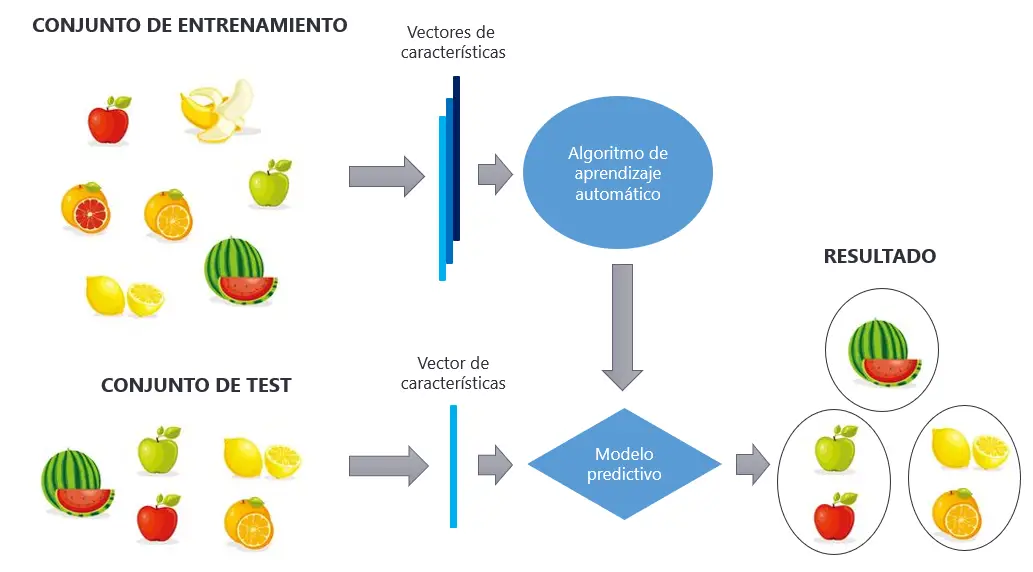 CONJUNTO DE ENTRENAMIENTO
Vectores de
características
Algoritmo de
aprendizaje
automático
RESULTADO
CONJUNTO DE TEST
Vector de
características
Modelo
predictivo